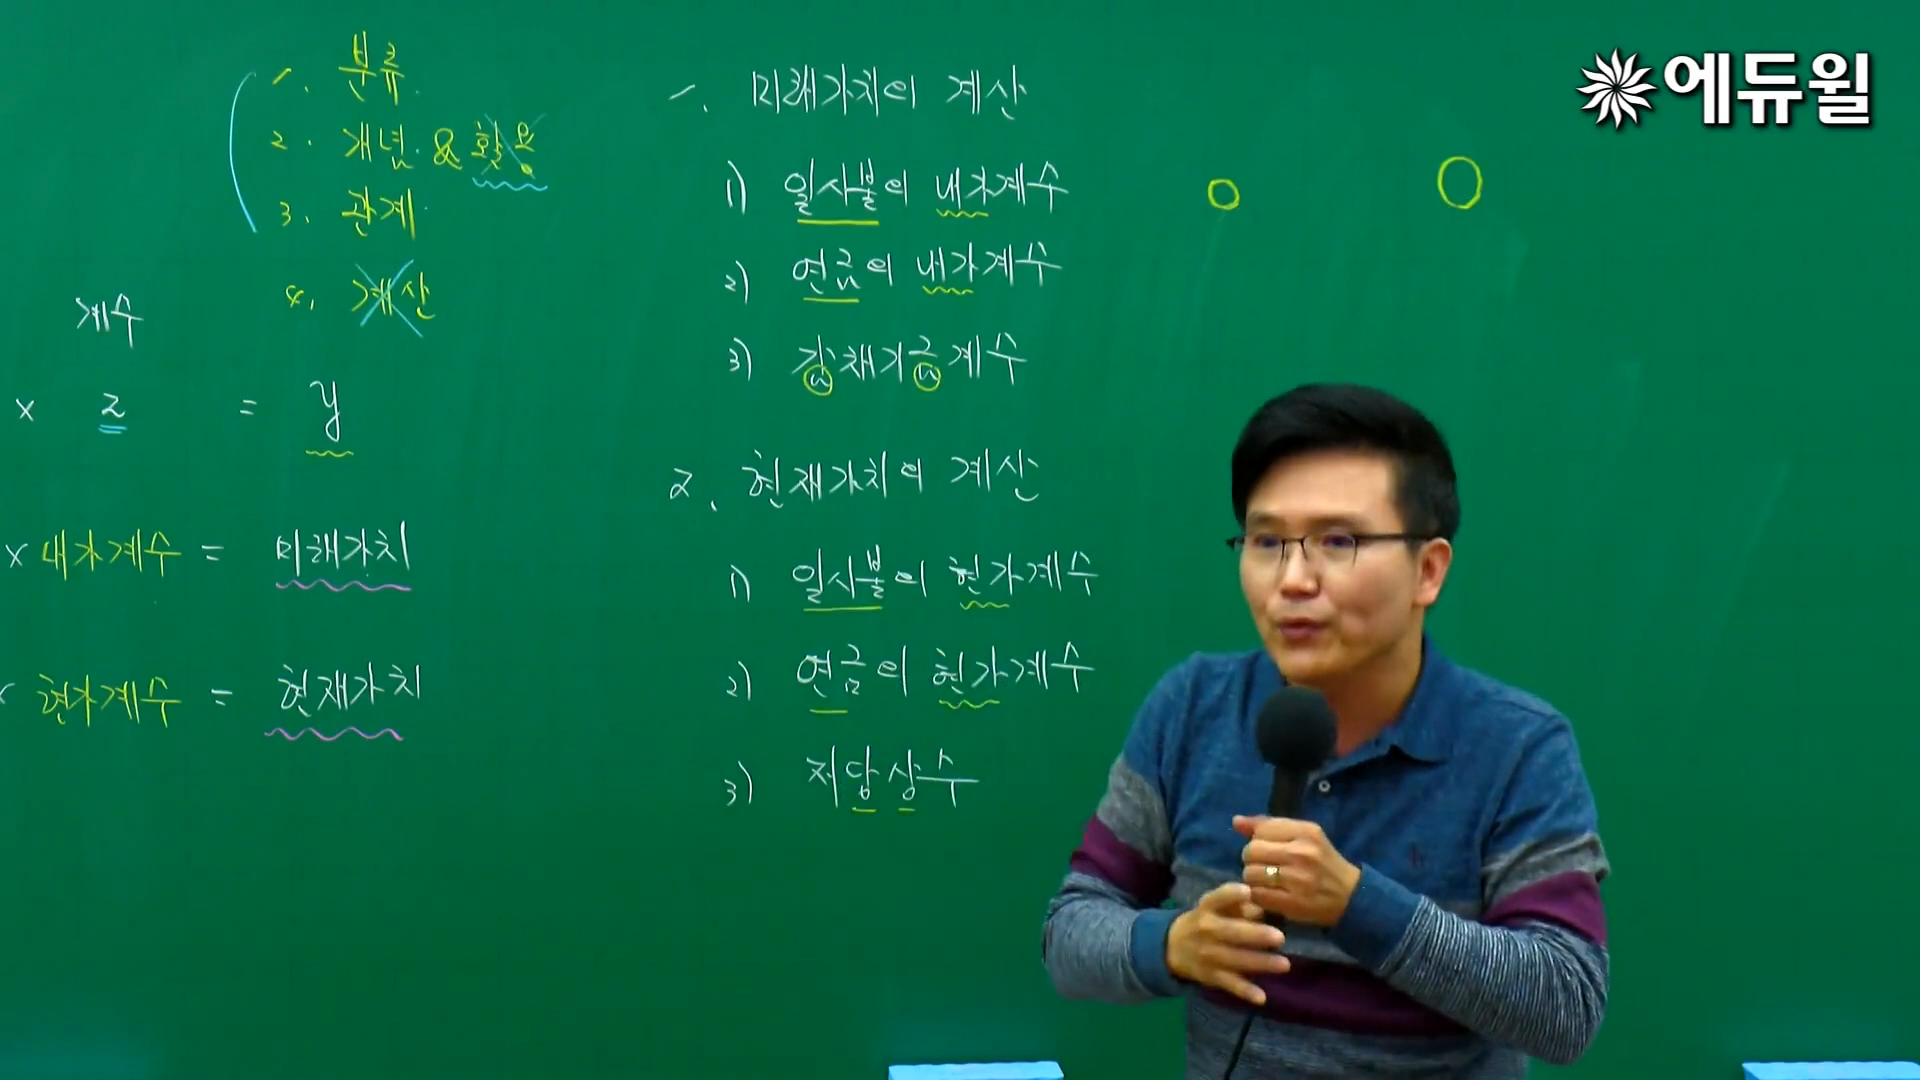 1. 분류
2. 개념 & 활용
3. 관계
4. 계산
계수
× z = y
× 내가계수 = 미래가치
× 현가계수 = 현재가치
1. 미래가치의 계산
1) 일시불의 내가계수
2) 연금의 내가계수
3) 감채기금계수
2. 현재가치의 계산
1) 일시불의 현가계수
2) 연금의 현가계수
3) 저당상수
에듀윌